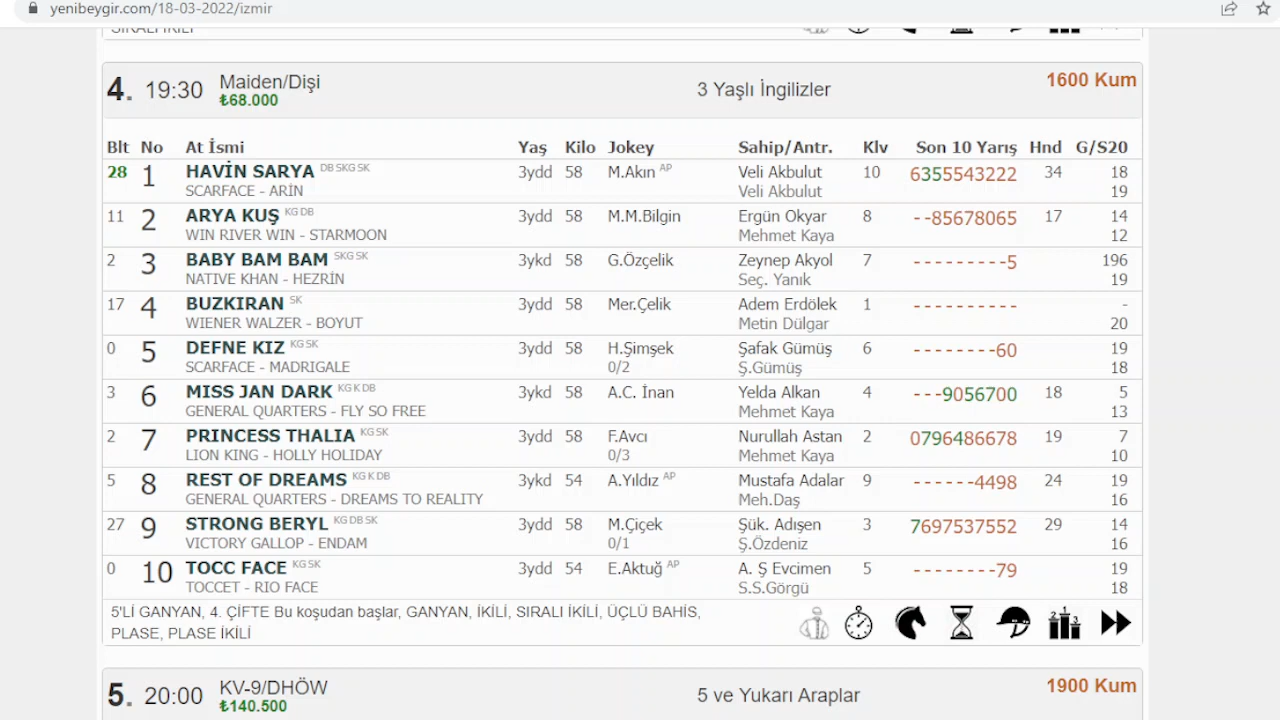 yenibeygir.com/18-03-2022/izmir
SIRALI İKİLİ
4. 19:30 Maiden/Dişi 3 Yaşlı İngilizler 1600 Kum
₺68.000
Blt No At İsmi Yaş Kilo Jokey Sahip/Antr. Klv Son 10 Yarış Hnd G/S20
28 1 HAVİN SARYA DB SKG SK 3ydd 58 M.Akın AP Veli Akbulut 10 6355543222 34 18
SCARFACE - ARİN Veli Akbulut 19
11 2 ARYA KUŞ KG DB 3ydd 58 M.M.Bilgin Ergün Okyar 8 --85678065 17 14
WIN RIVER WIN - STARMOON Mehmet Kaya 12
2 3 BABY BAM BAM SKG SK 3ykd 58 G.Özçelik Zeynep Akyol 7 ---------5 196
NATIVE KHAN - HEZRİN Seç. Yanık 19
17 4 BUZKIRAN SK 3ydd 58 Mer.Çelik Adem Erdölek 1 ---------- -
WIENER WALZER - BOYUT Metin Dülgar 20
0 5 DEFNE KIZ KG SK 3ydd 58 H.Şimşek Şafak Gümüş 6 --------60 19
SCARFACE - MADRIGALE 0/2 Ş.Gümüş 18
3 6 MISS JAN DARK KG K DB 3ykd 58 A.C. İnan Yelda Alkan 4 ---9056700 18 5
GENERAL QUARTERS - FLY SO FREE Mehmet Kaya 13
2 7 PRINCESS THALIA KG SK 3ydd 58 F.Avcı Nurullah Astan 2 0796486678 19 7
LION KING - HOLLY HOLIDAY 0/3 Mehmet Kaya 10
5 8 REST OF DREAMS KG K DB 3ykd 54 A.Yıldız AP Mustafa Adalar 9 ------4498 24 19
GENERAL QUARTERS - DREAMS TO REALITY Meh.Daş 16
27 9 STRONG BERYL KG DB SK 3ydd 58 M.Çiçek Şük. Adışen 3 7697537552 29 14
VICTORY GALLOP - ENDAM 0/1 Ş.Özdeniz 16
0 10 TOCC FACE KG SK 3ydd 54 E.Aktuğ AP A. Ş Evcimen 5 --------79 19
TOCCET - RIO FACE S.S.Görgü 18
5'Lİ GANYAN, 4. ÇİFTE Bu koşudan başlar, GANYAN, İKİLİ, SIRALI İKİLİ, ÜÇLÜ BAHİS,
PLASE, PLASE İKİLİ
5. 20:00 KV-9/DHÖW 5 ve Yukarı Araplar 1900 Kum
₺140.500